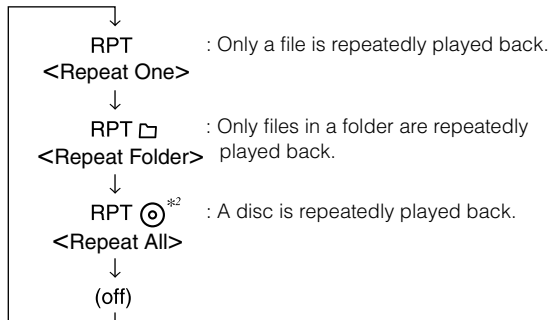 RPT : Only a file is repeatedly played back.
<Repeat One>
RPT : Only files in a folder are repeatedly
<Repeat Folder> played back.
RPT *2 : A disc is repeatedly played back.
<Repeat All>
(off)